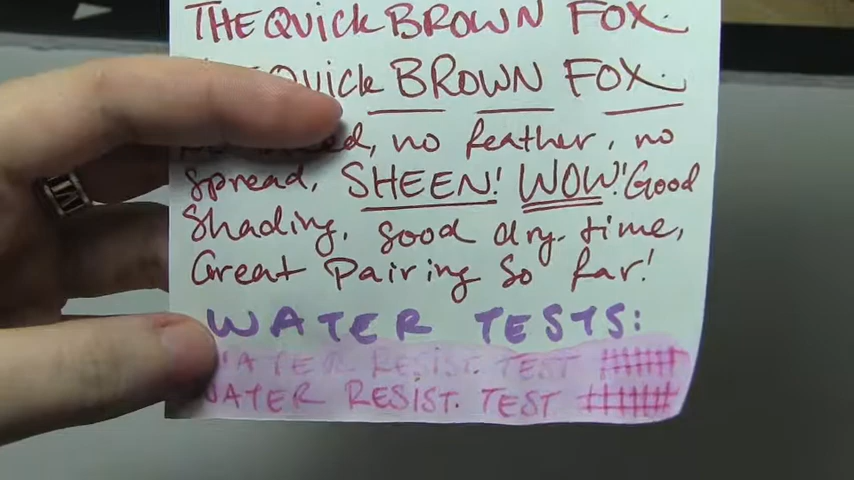 THE QUICK BROWN FOX.
QUICK BROWN FOX.
no feather, no
Spread, SHEEN! WOW! Good
Shading, good dry-time,
Great Pairing So far!
WATER TESTS:
WATER RESIST. TEST
WATER RESIST. TEST